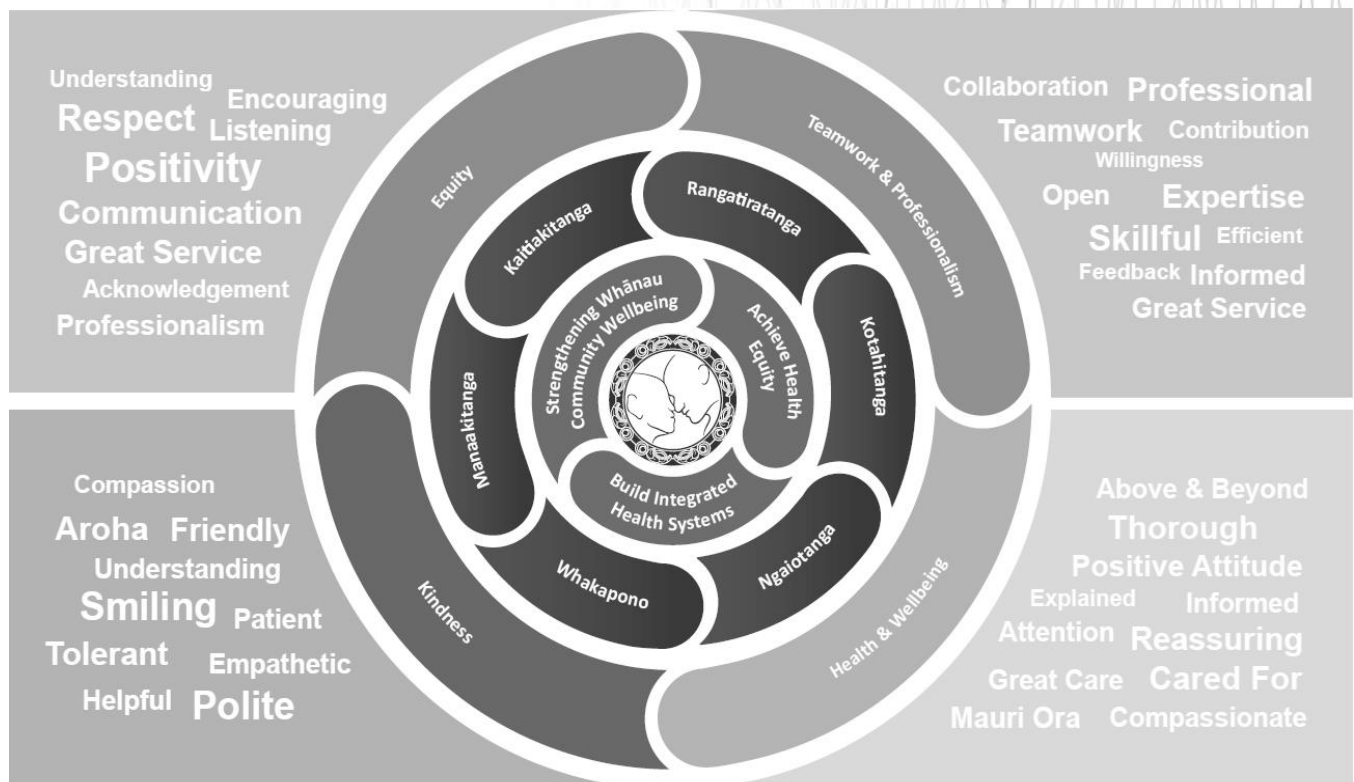 Understanding
Encouraging
Respect
Listening
Positivity
Communication
Great Service
Acknowledgement
Professionalism
Collaboration
Professional
Teamwork
Contribution
Willingness
Open
Expertise
Skillful
Efficient
Feedback
Informed
Great Service
Equity
Teamwork & Professionalism
Kaitiakitanga
Rangatiratanga
Kotahitanga
Manaakitanga
Whakapono
Ngaiotanga
Strengthening Whānau
Community Wellbeing
Achieve Health
Equity
Build Integrated
Health Systems
Kindness
Health & Wellbeing
Compassion
Aroha
Friendly
Understanding
Smiling
Patient
Tolerant
Empathetic
Helpful
Polite
Above & Beyond
Thorough
Positive Attitude
Explained
Informed
Attention
Reassuring
Great Care
Cared For
Mauri Ora
Compassionate